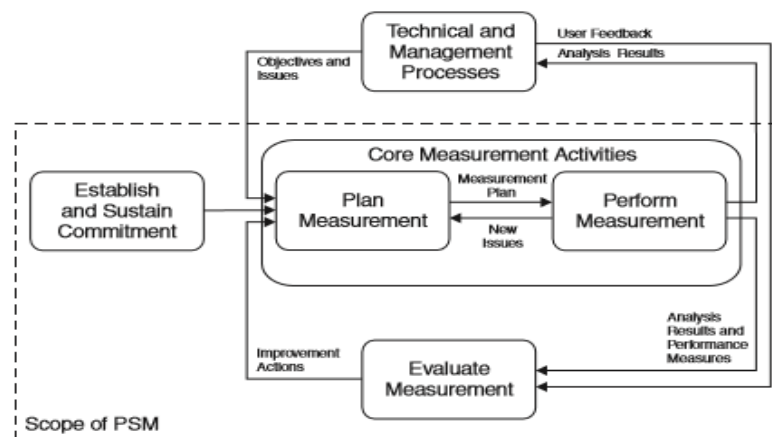 Technical and
Management
Processes
User Feedback
Analysis Results
Objectives and
Issues
Core Measurement Activities
Establish
and Sustain
Commitment
Plan
Measurement
Measurement
Plan
New
Issues
Perform
Measurement
Improvement
Actions
Evaluate
Measurement
Analysis
Results and
Performance
Measures
Scope of PSM